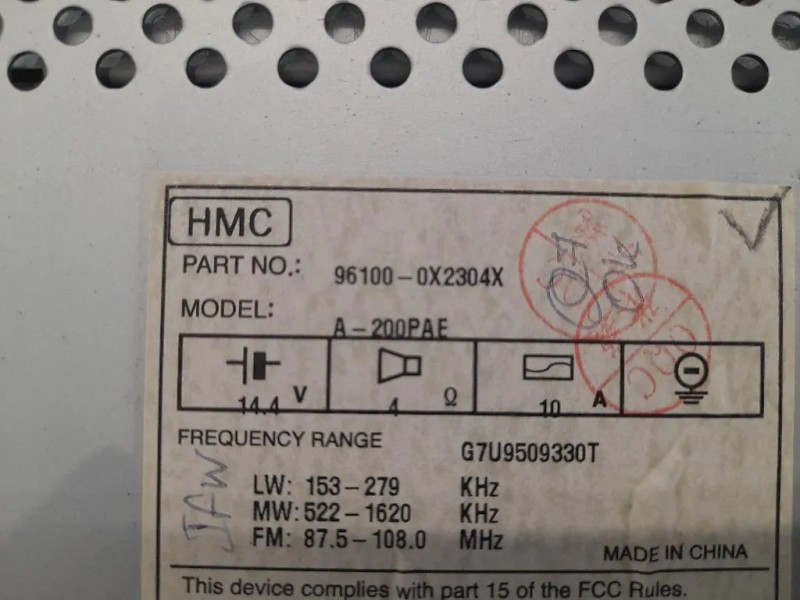 HMC
PART NO.: 96100-0X2304X
MODEL: A-200PAE
14.4 V 4 Ω 10 A
FREQUENCY RANGE G7U9509330T
LW: 153-279 KHz
MW: 522-1620 KHz
FM: 87.5-108.0 MHz
MADE IN CHINA
This device complies with part 15 of the FCC Rules.